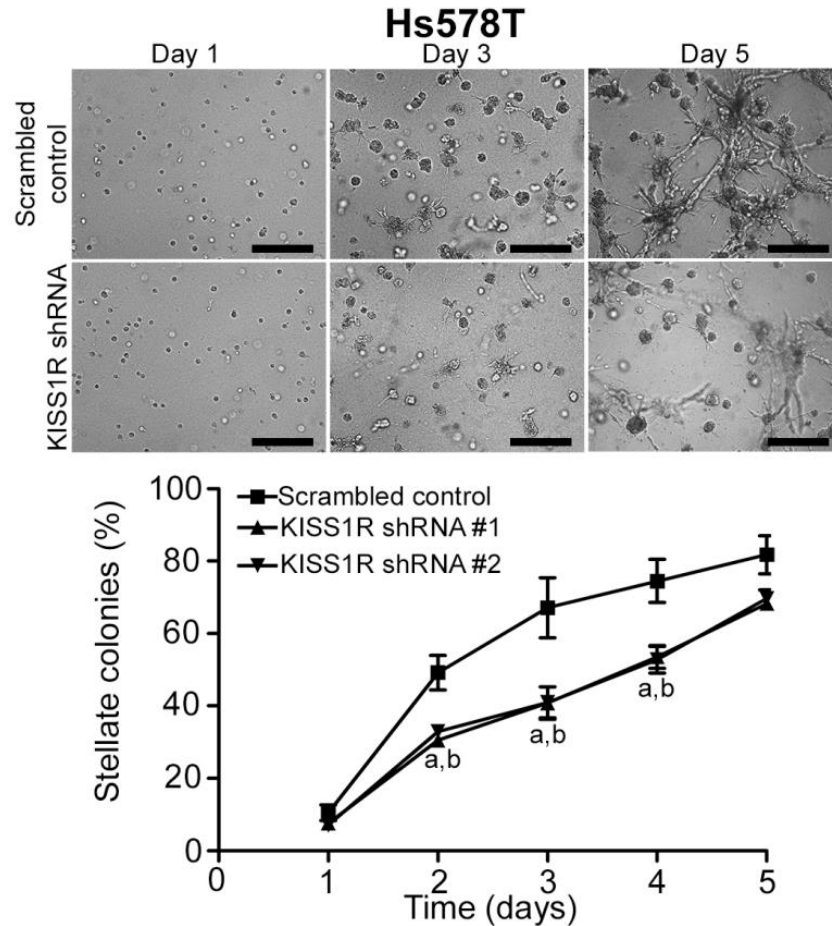 Hs578T
Day 1 Day 3 Day 5
Scrambled
control
KISS1R shRNA
Scrambled control
KISS1R shRNA #1
KISS1R shRNA #2
Stellate colonies (%)
100
80
60
40
20
0
a,b a,b a,b
0 1 2 3 4 5
Time (days)